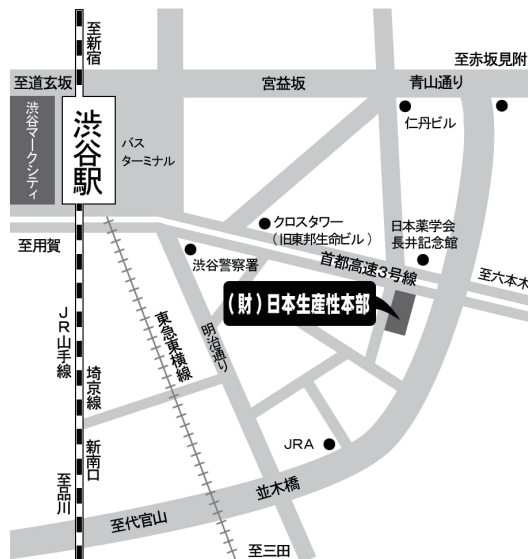 至新宿
至赤坂見附
至道玄坂
宮益坂
青山通り
渋谷マークシティ
渋谷駅
バス
ターミナル
仁丹ビル
クロスタワー
（旧東邦生命ビル）
日本薬学会
長井記念館
至用賀
渋谷警察署
首都高速3号線
至六本木
（財）日本生産性本部
JR山手線
埼京線
東急東横線
明治通り
新南口
JRA
至品川
並木橋
至代官山
至三田